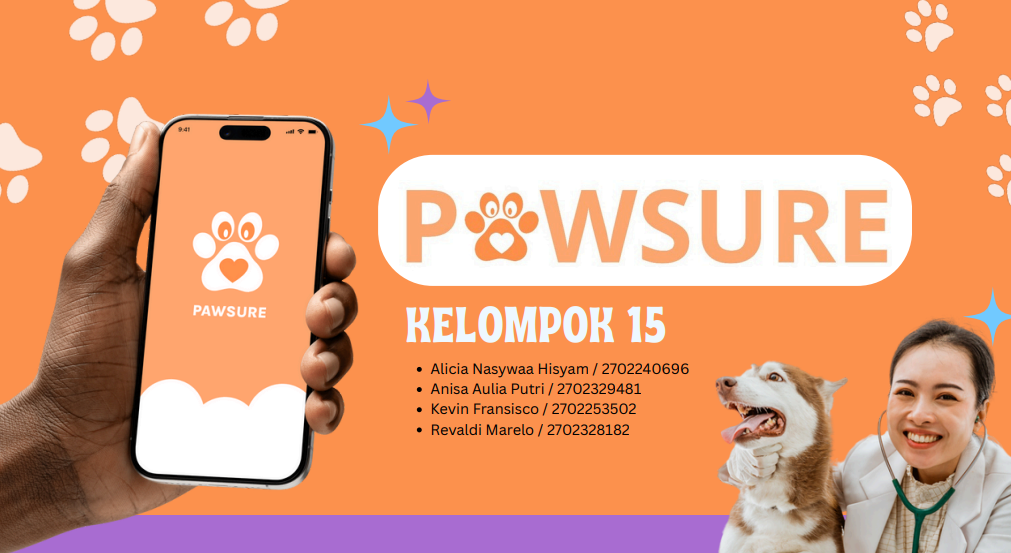 9:41
PAWSURE
PAWSURE
KELOMPOK 15
• Alicia Nasywaa Hisyam / 2702240696
• Anisa Aulia Putri / 2702329481
• Kevin Fransisco / 2702253502
• Revaldi Marelo / 2702328182